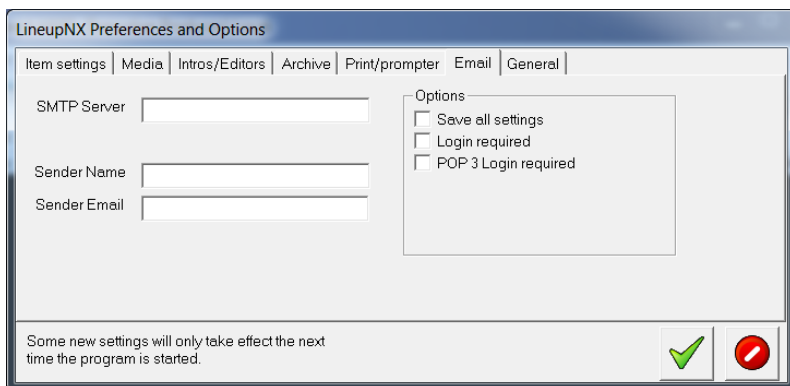 LineupNX Preferences and Options
Item settings Media Intros/Editors Archive Print/prompter Email General
SMTP Server
Sender Name
Sender Email
Options
Save all settings
Login required
POP 3 Login required
Some new settings will only take effect the next
time the program is started.